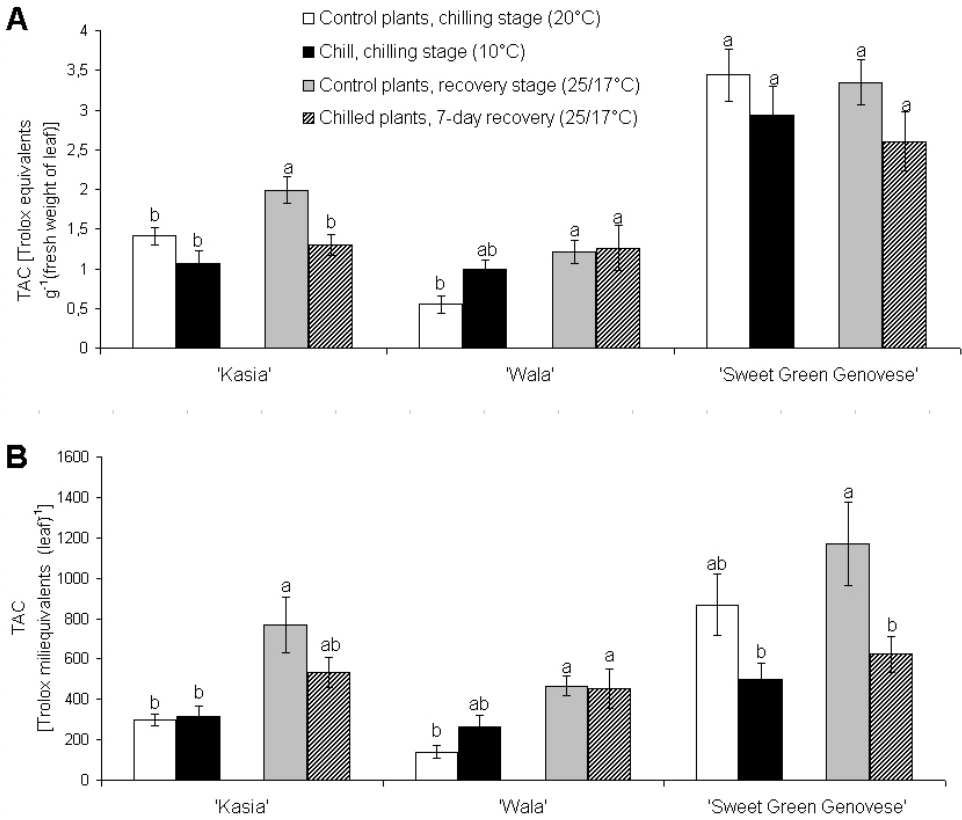 A
Control plants, chilling stage (20°C)
Chill, chilling stage (10°C)
Control plants, recovery stage (25/17°C)
Chilled plants, 7-day recovery (25/17°C)
TAC [Trolox equivalents
g-1(fresh weight of leaf)]
4
3,5
3
2,5
2
1,5
1
0,5
0
b
b
a
b
b
ab
a
a
a
a
a
a
'Kasia'
'Wala'
'Sweet Green Genovese'
B
TAC
[Trolox miliequivalents (leaf)-1]
1600
1400
1200
1000
800
600
400
200
0
b
b
a
ab
b
ab
a
a
ab
b
a
b
'Kasia'
'Wala'
'Sweet Green Genovese'